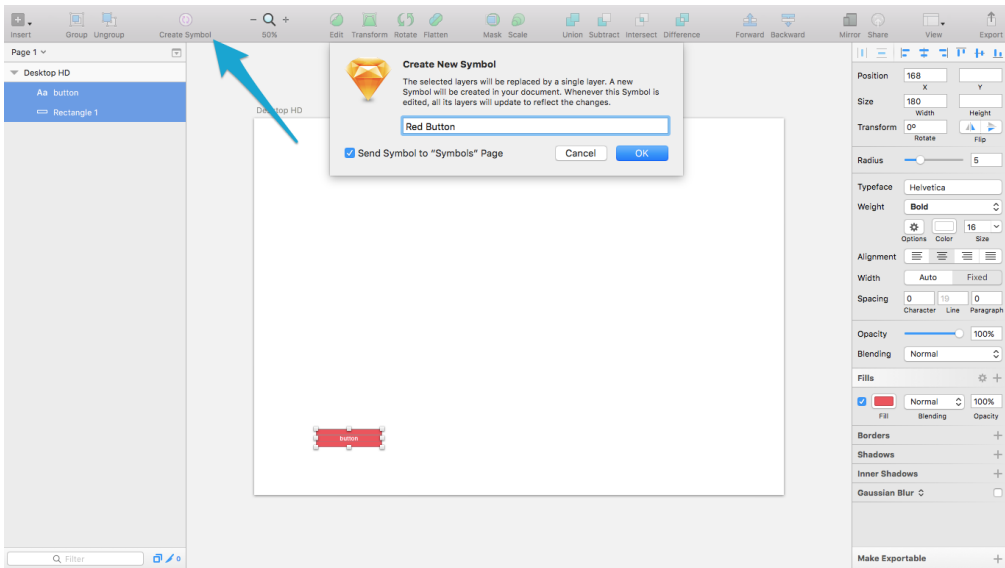 Insert Group Ungroup Create Symbol 50% Edit Transform Rotate Flatten Mask Scale Union Subtract Intersect Difference Forward Backward Mirror Share View Export
Page 1
Desktop HD
Aa button
Rectangle 1
Desktop HD
Create New Symbol
The selected layers will be replaced by a single layer. A new
Symbol will be created in your document. Whenever this Symbol is
edited, all its layers will update to reflect the changes.
Red Button
Send Symbol to “Symbols” Page Cancel OK
button
Position 168
X Y
Size 180
Width Height
Transform 0º
Rotate Flip
Radius 5
Typeface Helvetica
Weight Bold
16
Options Color Size
Alignment
Width Auto Fixed
Spacing 0 19 0
Character Line Paragraph
Opacity 100%
Blending Normal
Fills
Normal 100%
Fill Blending Opacity
Borders
Shadows
Inner Shadows
Gaussian Blur
Make Exportable
Filter 0